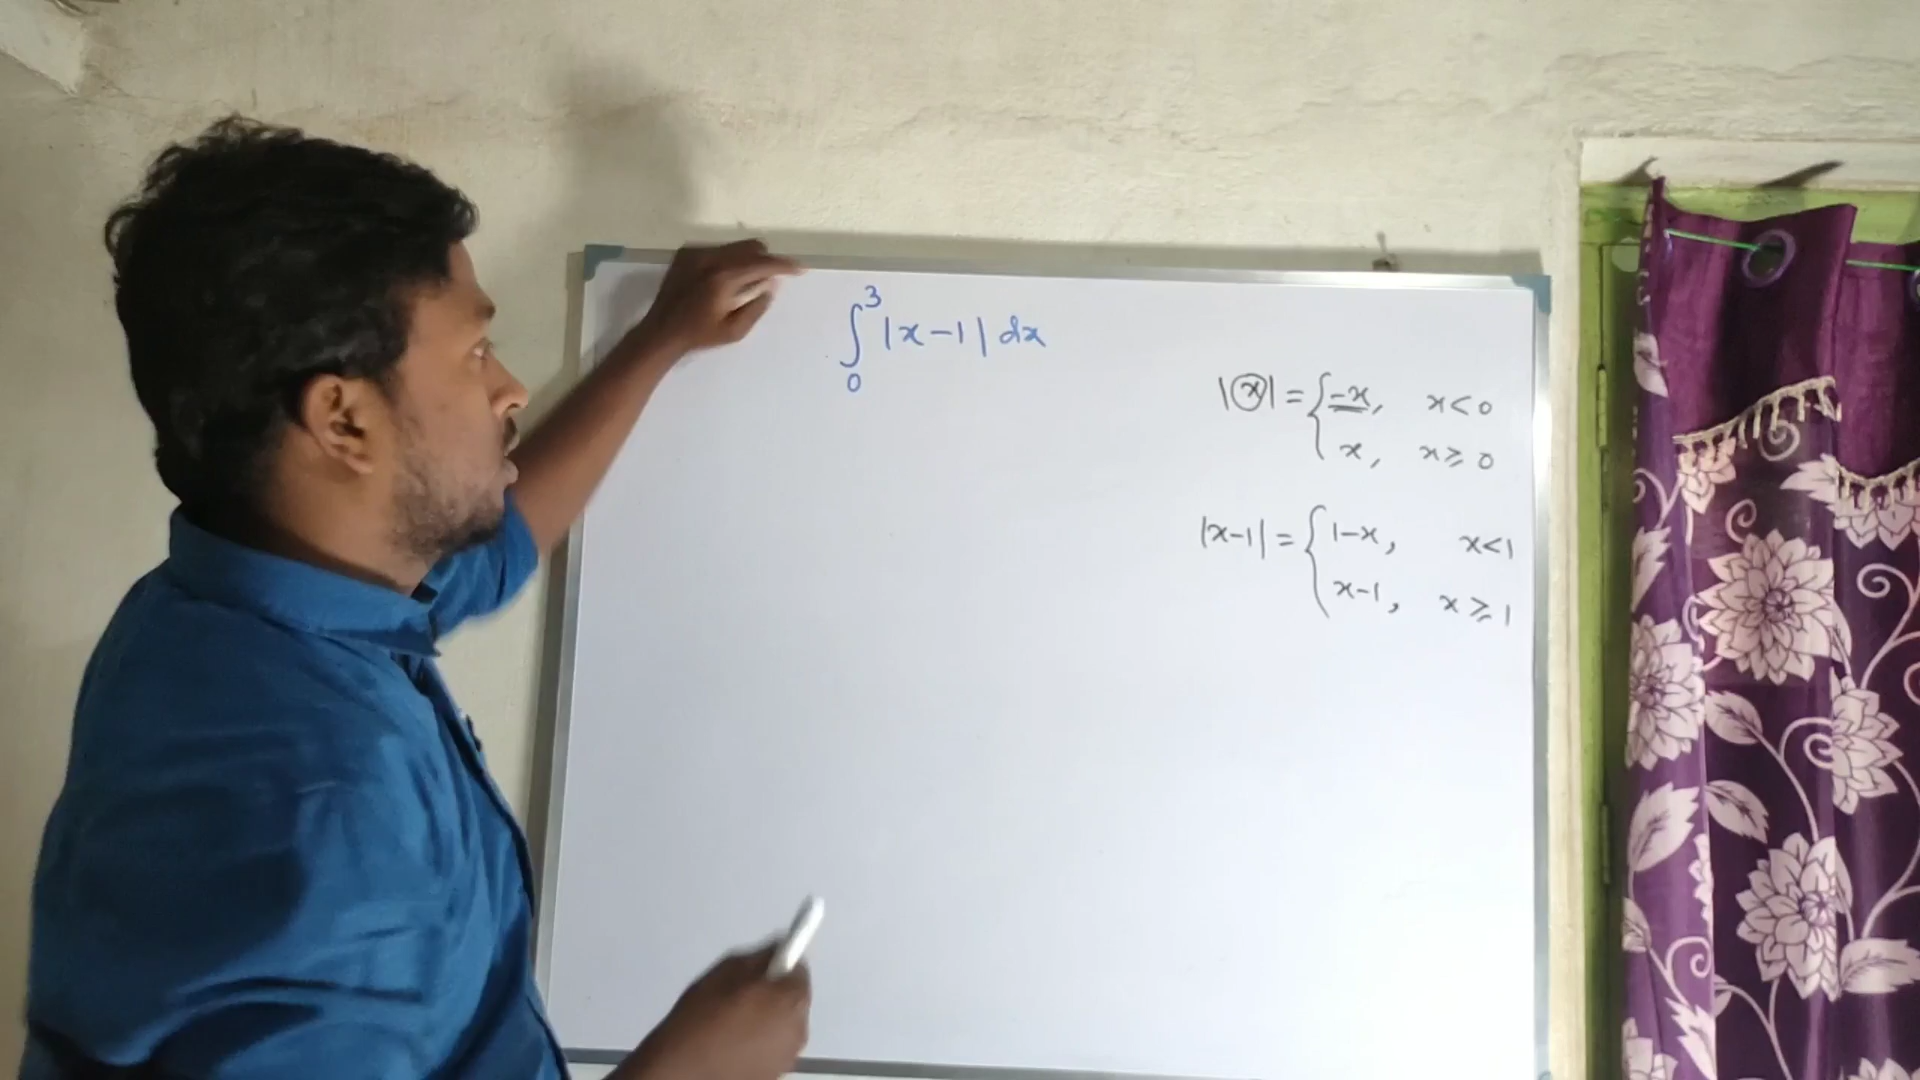 ∫₀³ |x-1| dx
|x| = { -x, x<0
x, x≥0
|x-1| = { 1-x, x<1
x-1, x≥1